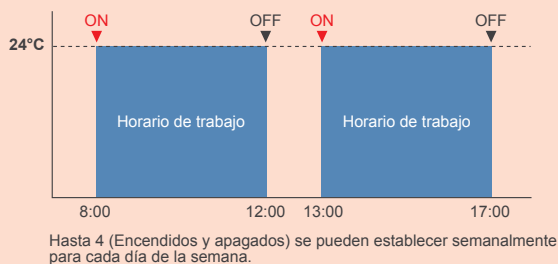 ON OFF ON OFF
24°C
Horario de trabajo Horario de trabajo
8:00 12:00 13:00 17:00
Hasta 4 (Encendidos y apagados) se pueden establecer semanalmente
para cada día de la semana.